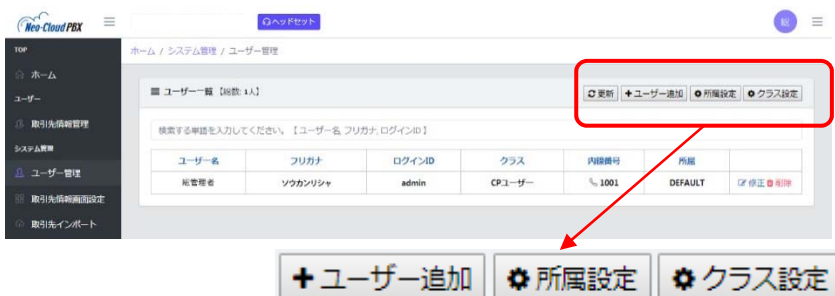 Neo-Cloud PBX
ヘッドセット
総
TOP
ホーム / システム管理 / ユーザー管理
ホーム
ユーザー
取引先情報管理
システム管理
ユーザー管理
取引先情報画面設定
取引先インポート
ユーザー一覧 【総数: 1人】
更新 ユーザー追加 所属設定 クラス設定
検索する単語を入力してください。【ユーザー名, フリガナ, ログインID】
ユーザー名 フリガナ ログインID クラス 内線番号 所属
総管理者 ソウカンリシャ admin CPユーザー 1001 DEFAULT 修正 削除
ユーザー追加 所属設定 クラス設定